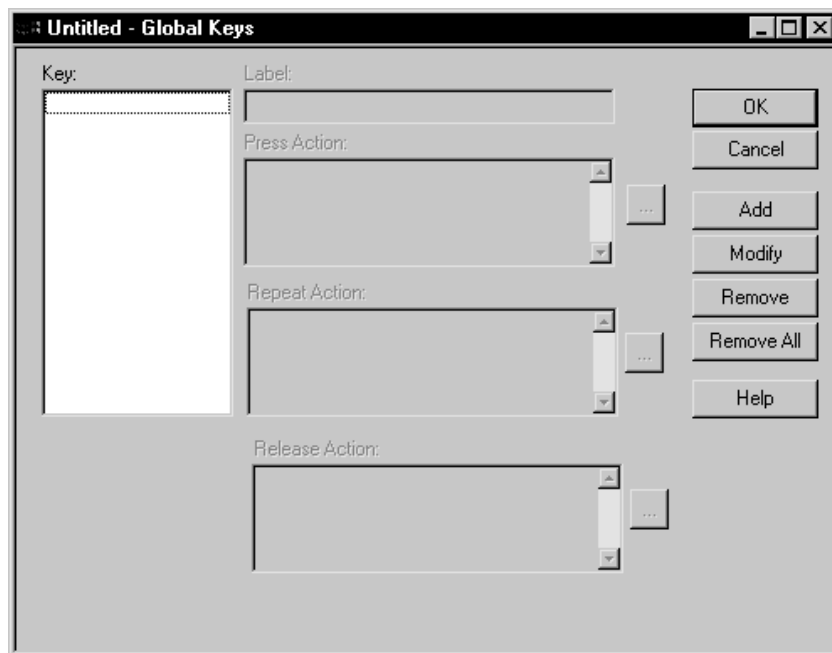 Untitled - Global Keys
Key:
Label:
Press Action:
...
Repeat Action:
...
Release Action:
...
OK
Cancel
Add
Modify
Remove
Remove All
Help